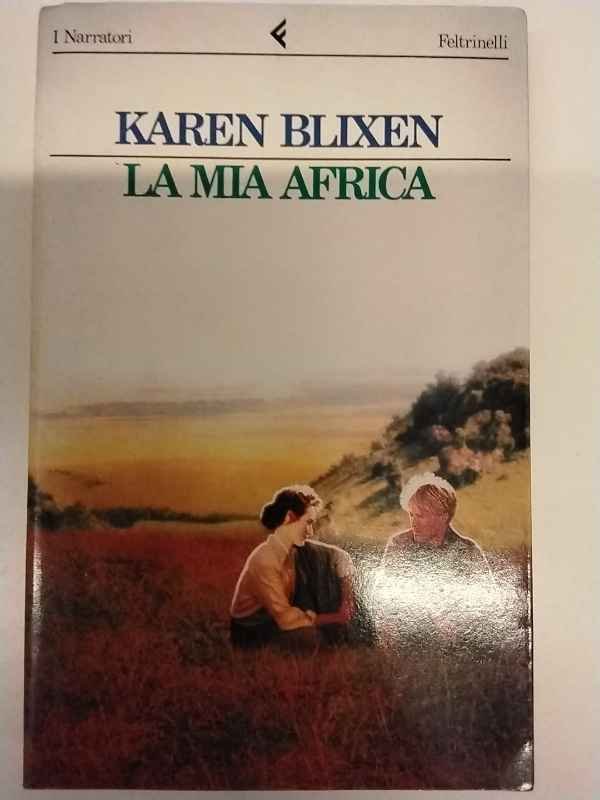 I Narratori Feltrinelli
KAREN BLIXEN
LA MIA AFRICA